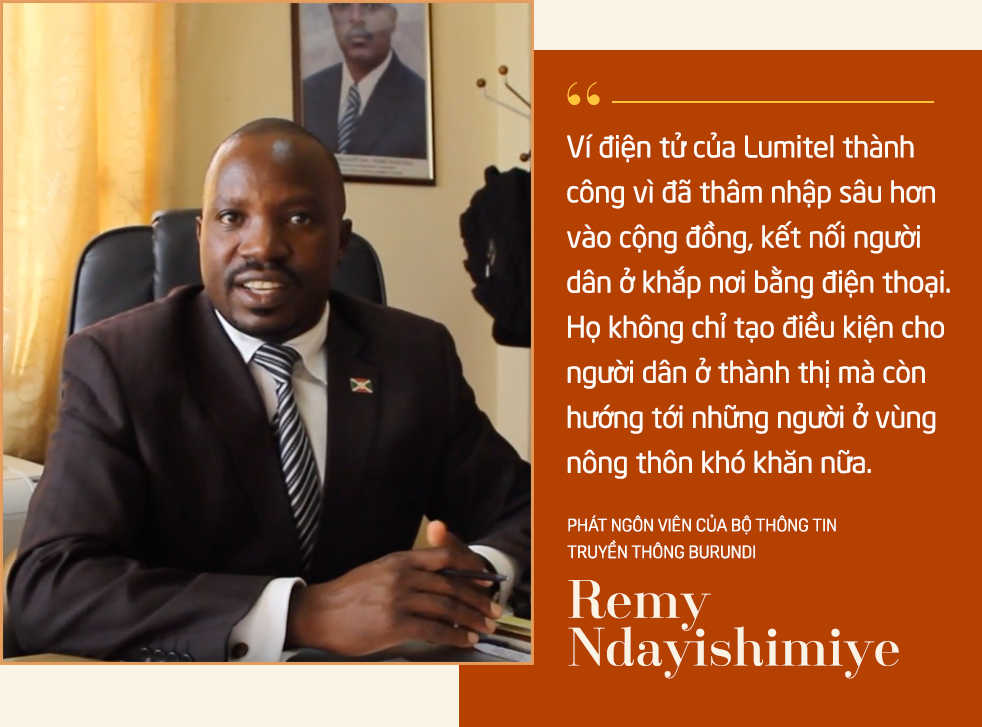 Ví điện tử của Lumitel thành
công vì đã thâm nhập sâu hơn
vào cộng đồng, kết nối người
dân ở khắp nơi bằng điện thoại.
Họ không chỉ tạo điều kiện cho
người dân ở thành thị mà còn
hướng tới những người ở vùng
nông thôn khó khăn nữa.
PHÁT NGÔN VIÊN CỦA BỘ THÔNG TIN
TRUYỀN THÔNG BURUNDI
Remy
Ndayishimiye